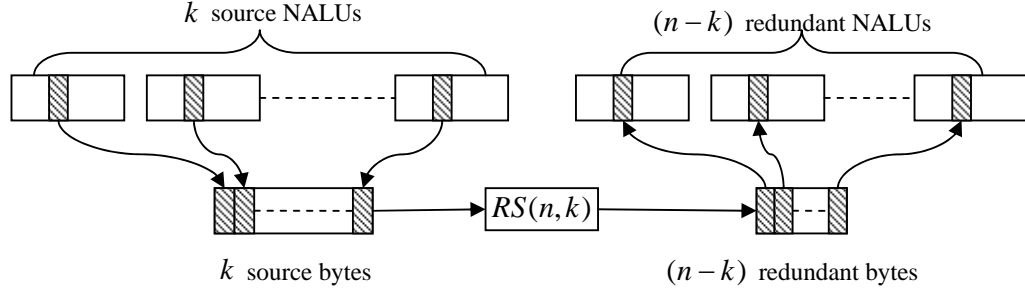 k source NALUs
(n − k) redundant NALUs
RS(n, k)
k source bytes
(n − k) redundant bytes